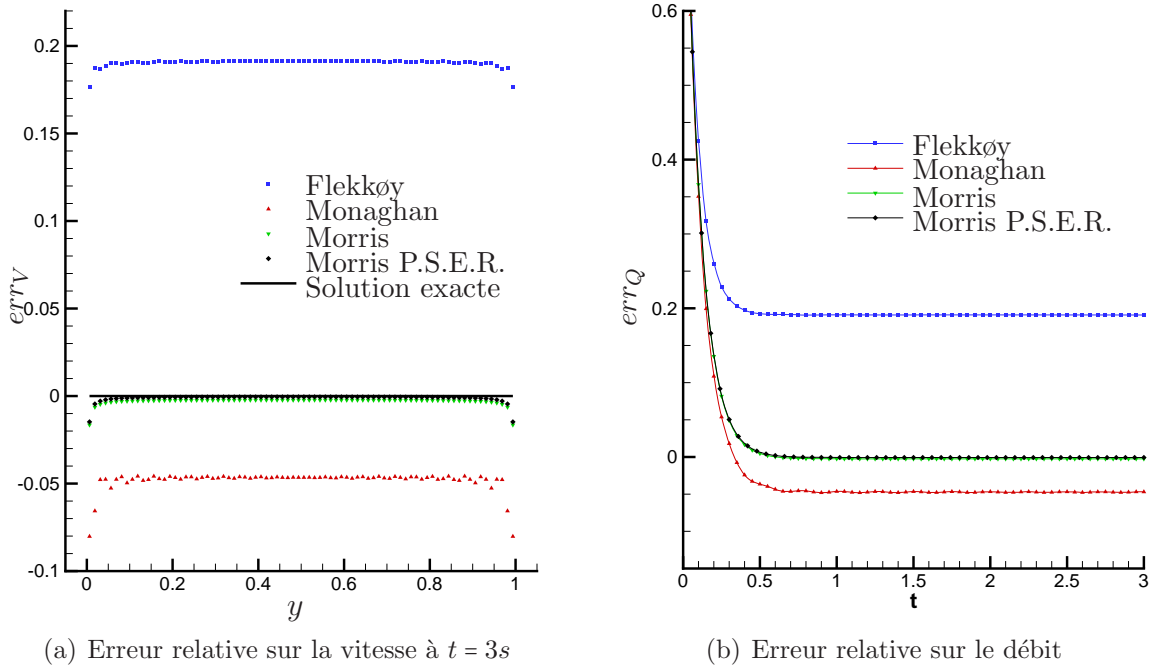 0.2
0.15
0.1
0.05
0
-0.05
-0.1
err_V
0
0.2
0.4
0.6
0.8
1
y
Flekkøy
Monaghan
Morris
Morris P.S.E.R.
Solution exacte
(a) Erreur relative sur la vitesse à t = 3s
0.6
0.4
0.2
0
err_Q
0
0.5
1
1.5
2
2.5
3
t
Flekkøy
Monaghan
Morris
Morris P.S.E.R.
(b) Erreur relative sur le débit